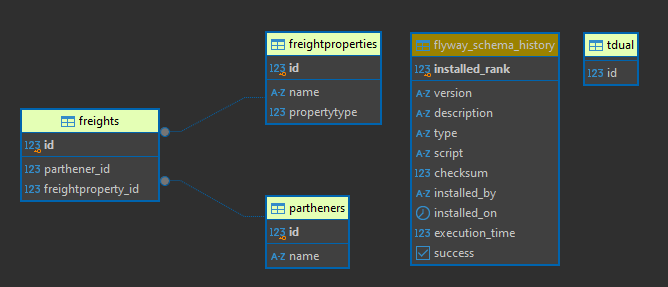 freights
123 id
123 parthener_id
123 freightproperty_id
freightproperties
123 id
A-Z name
123 propertytype
partheners
123 id
A-Z name
flyway_schema_history
123 installed_rank
A-Z version
A-Z description
A-Z type
A-Z script
123 checksum
A-Z installed_by
installed_on
123 execution_time
success
tdual
123 id